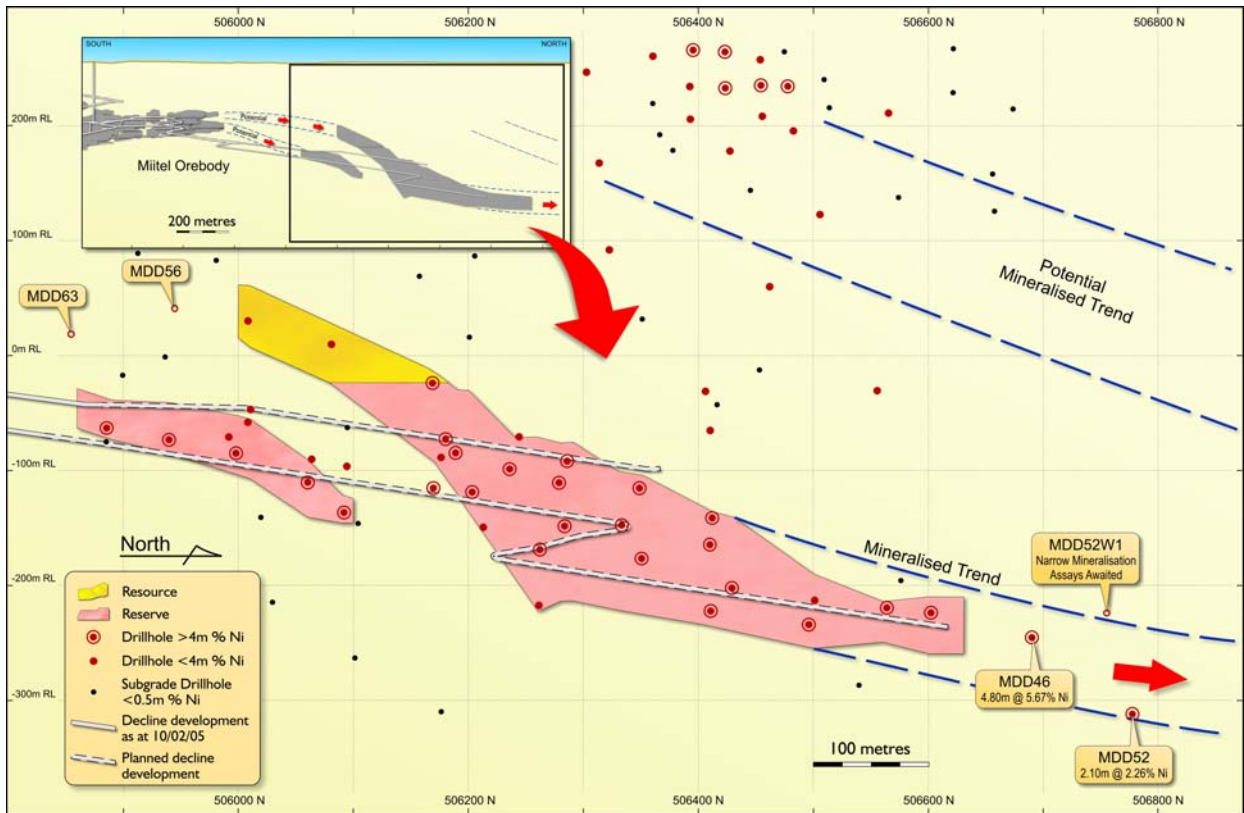 506000 N
506200 N
506400 N
506600 N
506800 N
SOUTH
NORTH
Potential
Potential
Miitel Orebody
200 metres
200m RL
100m RL
0m RL
-100m RL
-200m RL
-300m RL
MDD56
MDD63
Potential
Mineralised Trend
Mineralised Trend
MDD52W1
Narrow Mineralisation
Assays Awaited
MDD46
4.80m @ 5.67% Ni
MDD52
2.10m @ 2.26% Ni
North
Resource
Reserve
Drillhole >4m % Ni
Drillhole <4m % Ni
Subgrade Drillhole
<0.5m % Ni
Decline development
as at 10/02/05
Planned decline
development
100 metres
506000 N
506200 N
506400 N
506600 N
506800 N